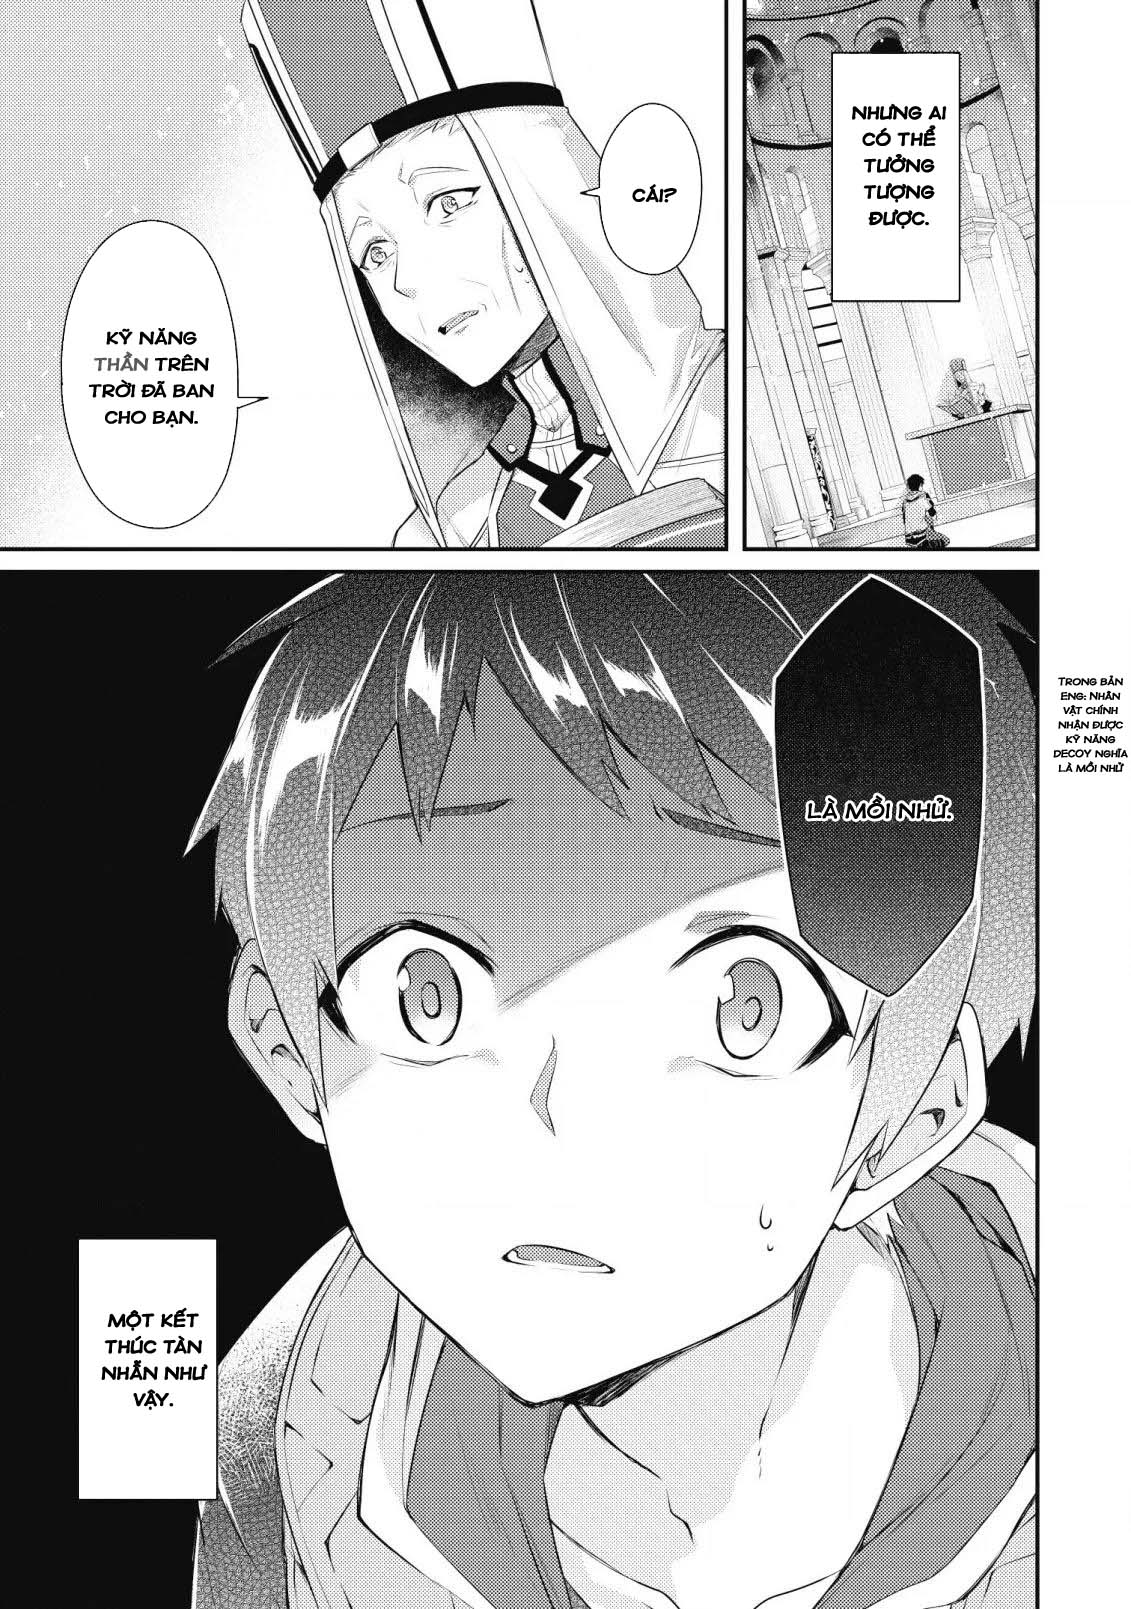 NHƯNG AI
CÓ THỂ
TƯỞNG
TƯỢNG
ĐƯỢC.
CÁI?
KỸ NĂNG
THẦN TRÊN
TRỜI ĐÃ BAN
CHO BẠN.
LÀ MỒI NHỬ.
TRONG BẢN
ENG: NHÂN
VẬT CHÍNH
NHẬN ĐƯỢC
KỸ NĂNG
DECOY NGHĨA
LÀ MỒI NHỬ
MỘT KẾT
THÚC TÀN
NHẪN NHƯ
VẬY.